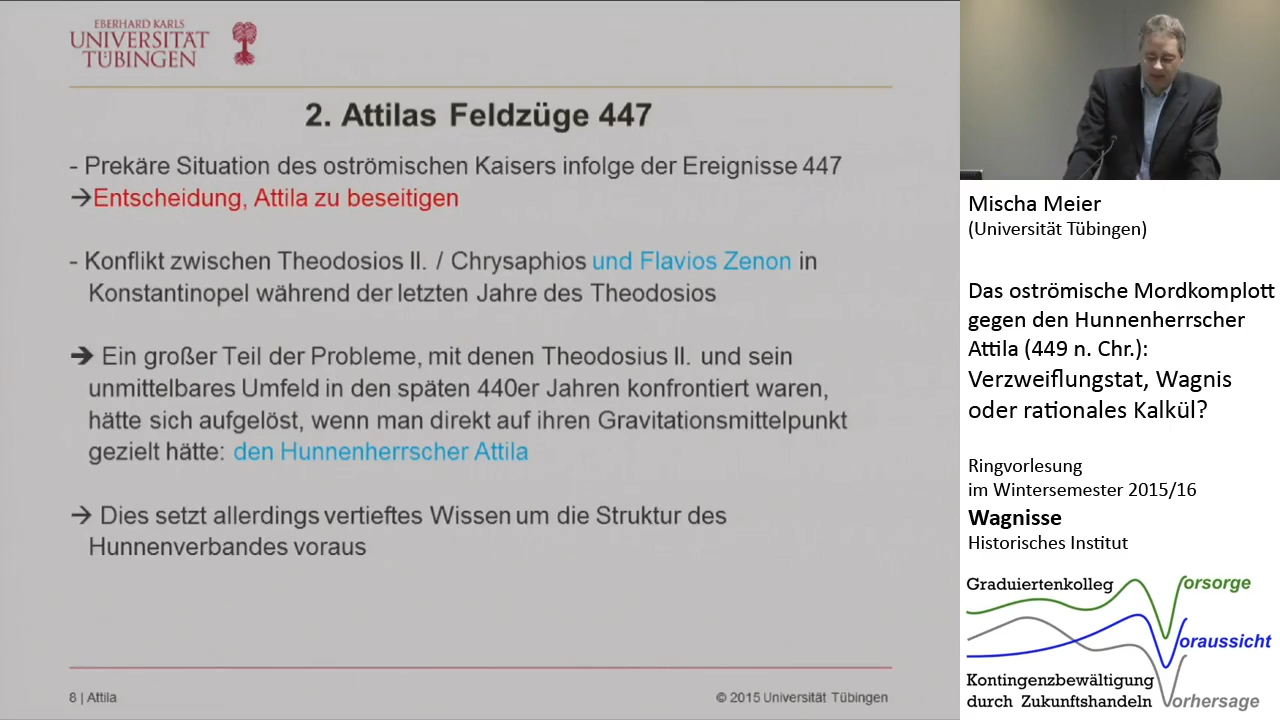 EBERHARD KARLS
UNIVERSITÄT
TÜBINGEN
2. Attilas Feldzüge 447
- Prekäre Situation des oströmischen Kaisers infolge der Ereignisse 447
→Entscheidung, Attila zu beseitigen
- Konflikt zwischen Theodosios II. / Chrysaphios und Flavios Zenon in
Konstantinopel während der letzten Jahre des Theodosios
➔ Ein großer Teil der Probleme, mit denen Theodosius II. und sein
unmittelbares Umfeld in den späten 440er Jahren konfrontiert waren,
hätte sich aufgelöst, wenn man direkt auf ihren Gravitationsmittelpunkt
gezielt hätte: den Hunnenherrscher Attila
→ Dies setzt allerdings vertieftes Wissen um die Struktur des
Hunnenverbandes voraus
8 | Attila
© 2015 Universität Tübingen
Mischa Meier
(Universität Tübingen)
Das oströmische Mordkomplott
gegen den Hunnenherrscher
Attila (449 n. Chr.):
Verzweiflungstat, Wagnis
oder rationales Kalkül?
Ringvorlesung
im Wintersemester 2015/16
Wagnisse
Historisches Institut
Graduiertenkolleg
Vorsorge
Voraussicht
Vorhersage
Kontingenzbewältigung
durch Zukunftshandeln